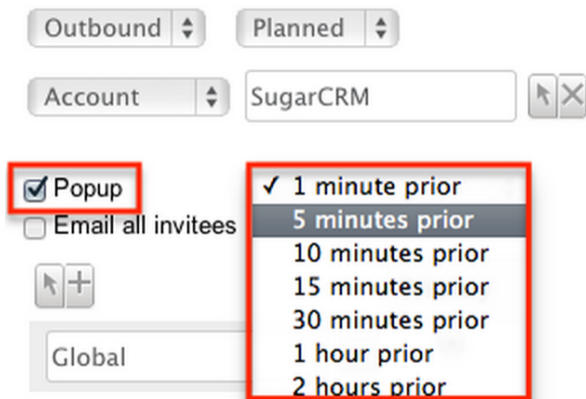 Outbound Planned
Account SugarCRM
Popup
✓ 1 minute prior
Email all invitees
5 minutes prior
10 minutes prior
15 minutes prior
30 minutes prior
1 hour prior
2 hours prior
Global